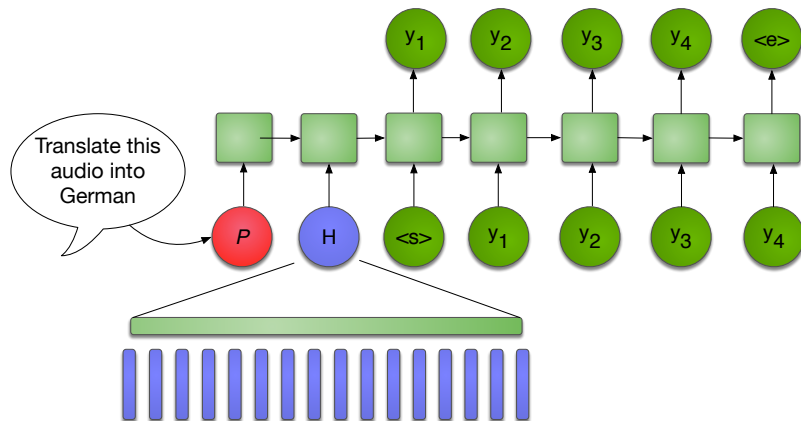 y1 y2 y3 y4 <e>
Translate this
audio into
German
P H <s> y1 y2 y3 y4